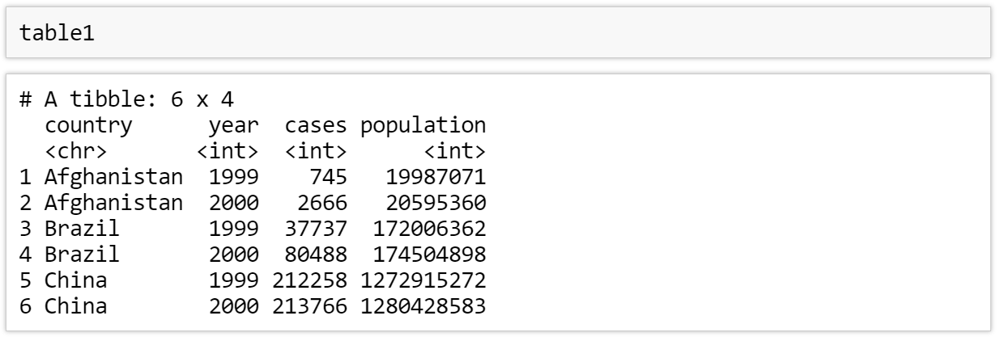 table1
# A tibble: 6 x 4
  country      year  cases population
  <chr>       <int>  <int>      <int>
1 Afghanistan  1999    745   19987071
2 Afghanistan  2000   2666   20595360
3 Brazil       1999  37737  172006362
4 Brazil       2000  80488  174504898
5 China        1999 212258 1272915272
6 China        2000 213766 1280428583